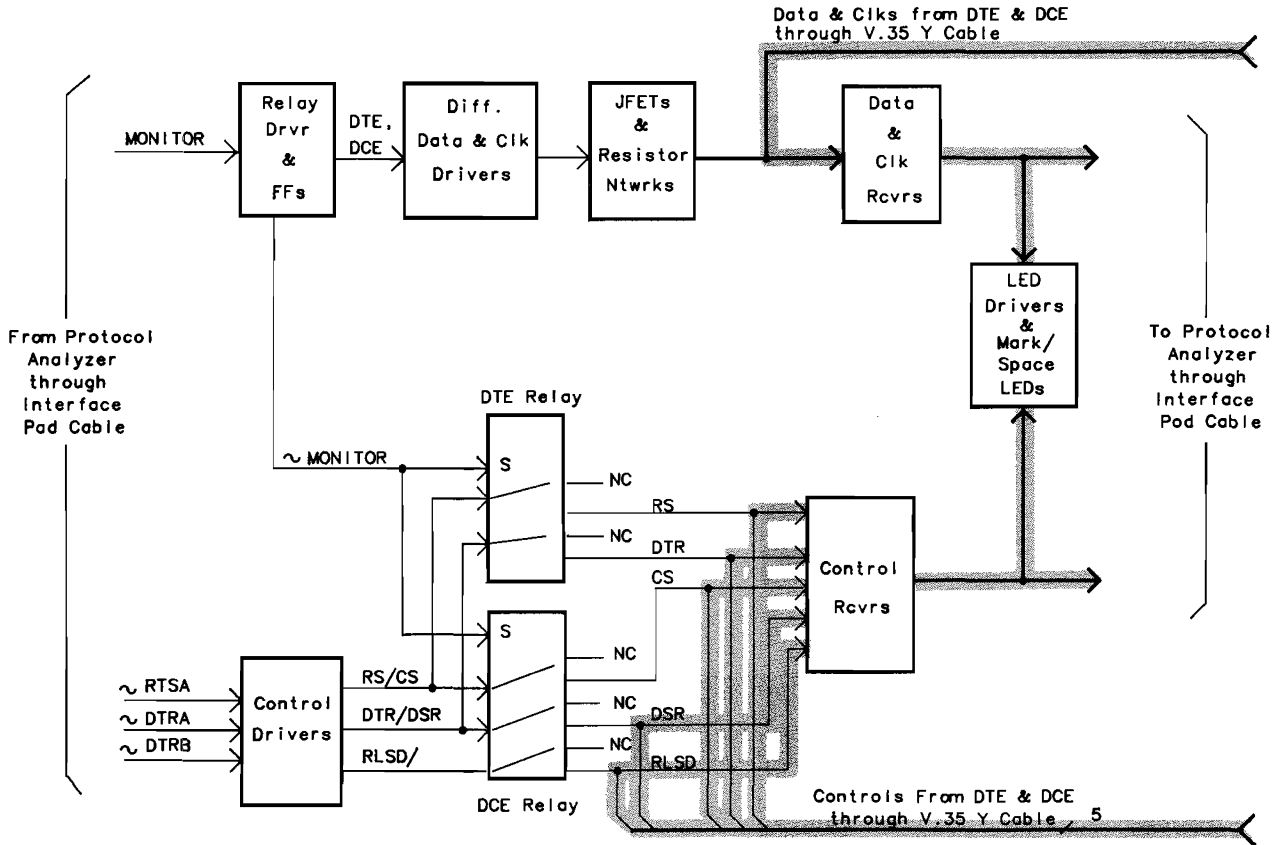 Data & Clks from DTE & DCE
through V.35 Y Cable
MONITOR
Relay
Drvr
&
FFs
DTE,
DCE
Diff.
Data & Clk
Drivers
JFETs
&
Resistor
Ntwrks
Data
&
Clk
Rcvrs
LED
Drivers
&
Mark/
Space
LEDs
From Protocol
Analyzer
through
Interface
Pad Cable
To Protocol
Analyzer
through
Interface
Pod Cable
DTE Relay
~ MONITOR
S
NC
RS
NC
DTR
CS
Control
Rcvrs
S
NC
NC
DSR
NC
RLSD
~ RTSA
~ DTRA
~ DTRB
Control
Drivers
RS/CS
DTR/DSR
RLSD/
DCE Relay
Controls From DTE & DCE
through V.35 Y Cable / 5